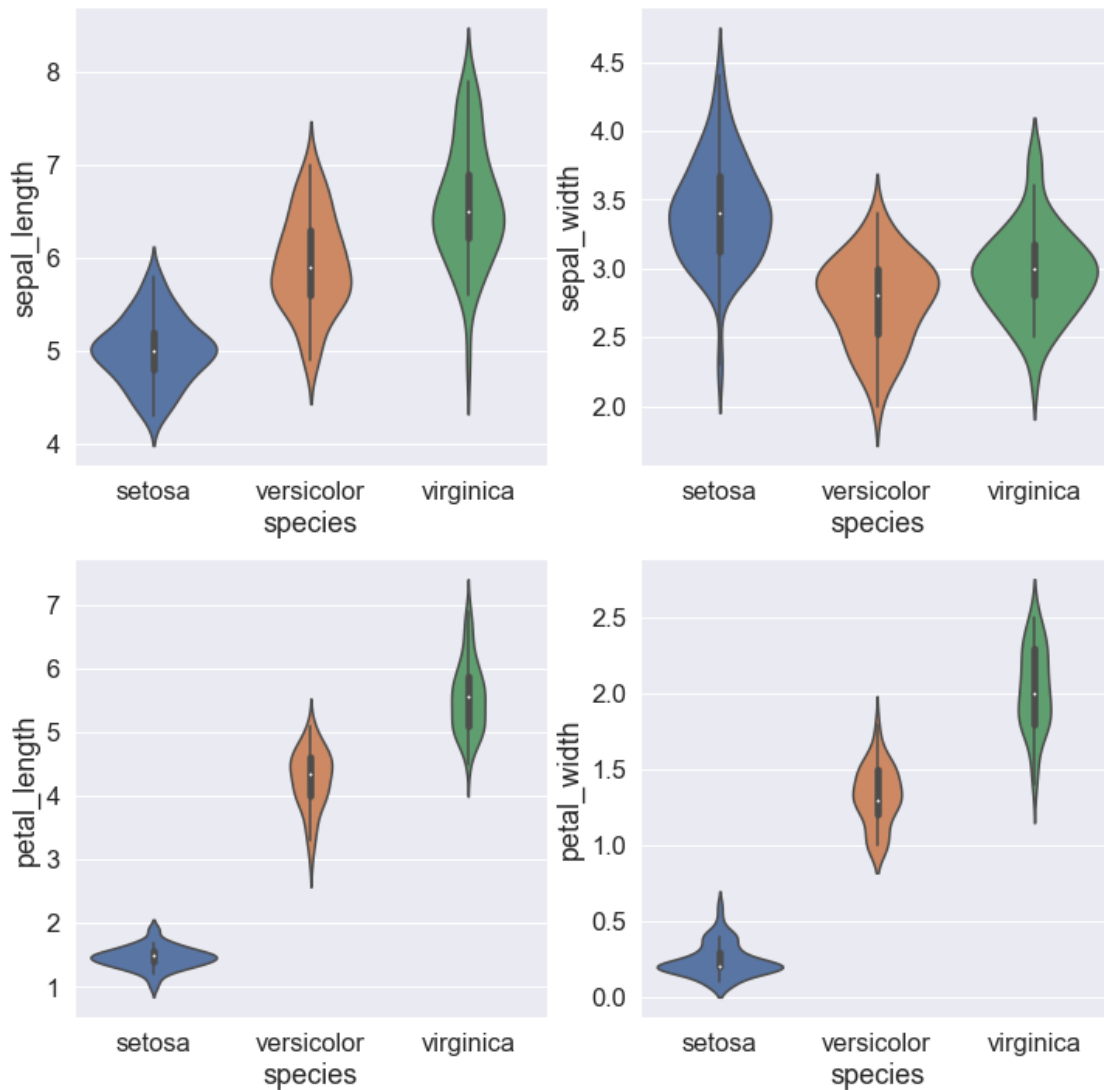 sepal_length
8
7
6
5
4
setosa versicolor virginica
species
sepal_width
4.5
4.0
3.5
3.0
2.5
2.0
setosa versicolor virginica
species
petal_length
7
6
5
4
3
2
1
setosa versicolor virginica
species
petal_width
2.5
2.0
1.5
1.0
0.5
0.0
setosa versicolor virginica
species